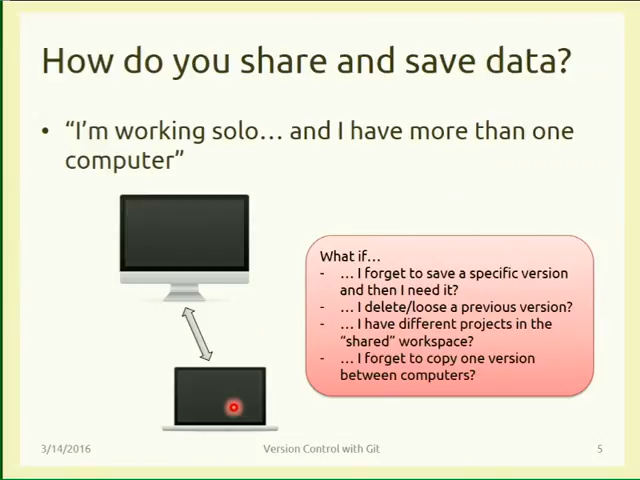 How do you share and save data?
• “I’m working solo… and I have more than one
computer”
What if…
- … I forget to save a specific version
and then I need it?
- … I delete/loose a previous version?
- … I have different projects in the
“shared” workspace?
- … I forget to copy one version
between computers?
3/14/2016
Version Control with Git
5